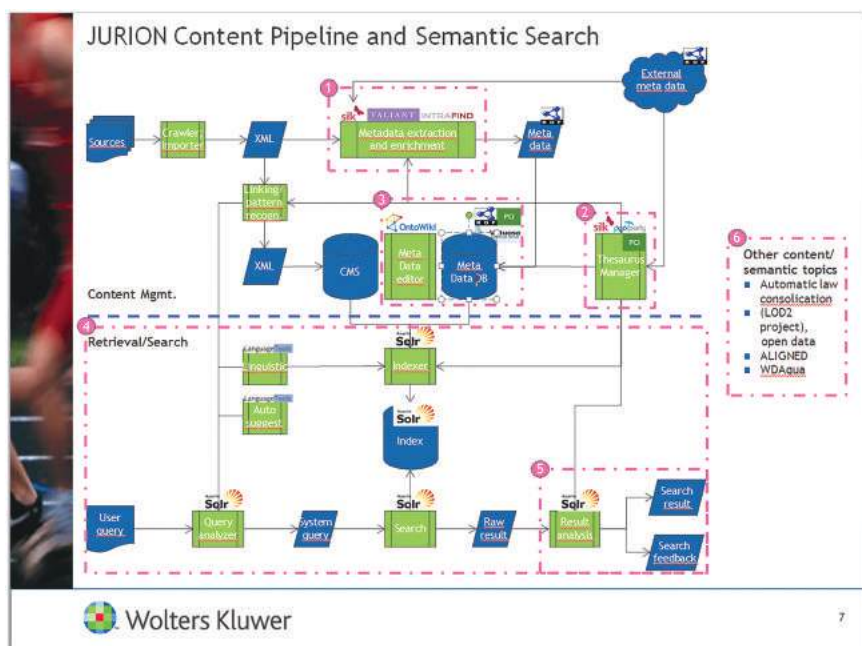 JURION Content Pipeline and Semantic Search
1
External
meta data
silk
VALIANT
INTRAFIND
Sources
Crawler,
Importer
XML
Metadata extraction
and enrichment
Meta
data
Linking/
pattern
recogn.
3
2
OntoWiki
PCI
silk
PCI
XML
CMS
Meta
Data
editor
Meta
Data DB
Thesaurus
Manager
6
Other content/
semantic topics
Automatic law
consolication
(LOD2
project),
open data
ALIGNED
WDAqua
Content Mgmt.
4
Retrieval/Search
Solr
LanguageTools
Linguistic
Indexer
LanguageTools
Auto
suggest
Solr
Index
5
Solr
Solr
Solr
User
query
Query
analyzer
System
query
Search
Raw
result
Result
analysis
Search
result
Search
feedback
Wolters Kluwer
7